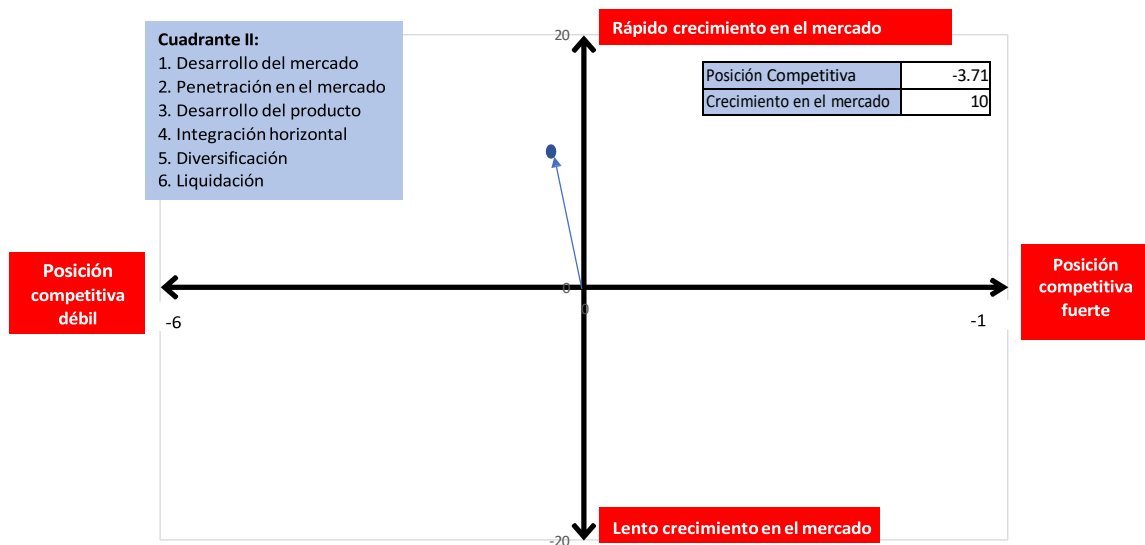 Rápido crecimiento en el mercado
20
Cuadrante II:
1. Desarrollo del mercado
2. Penetración en el mercado
3. Desarrollo del producto
4. Integración horizontal
5. Diversificación
6. Liquidación
Posición Competitiva -3.71
Crecimiento en el mercado 10
Posición
competitiva
débil
Posición
competitiva
fuerte
0
0
-6
-1
Lento crecimiento en el mercado
-20